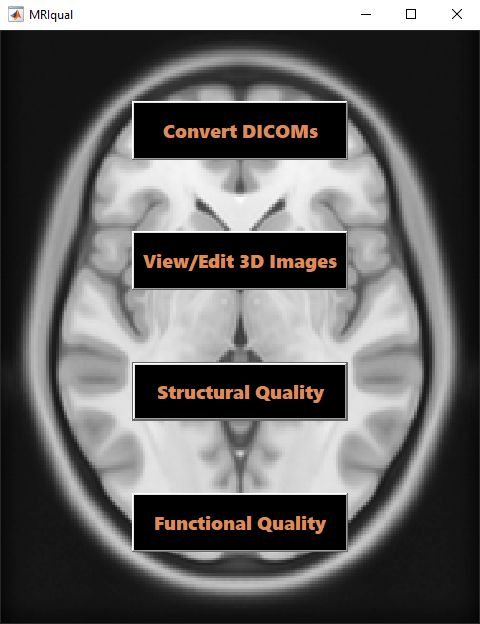 MRIqual
Convert DICOMs
View/Edit 3D Images
Structural Quality
Functional Quality